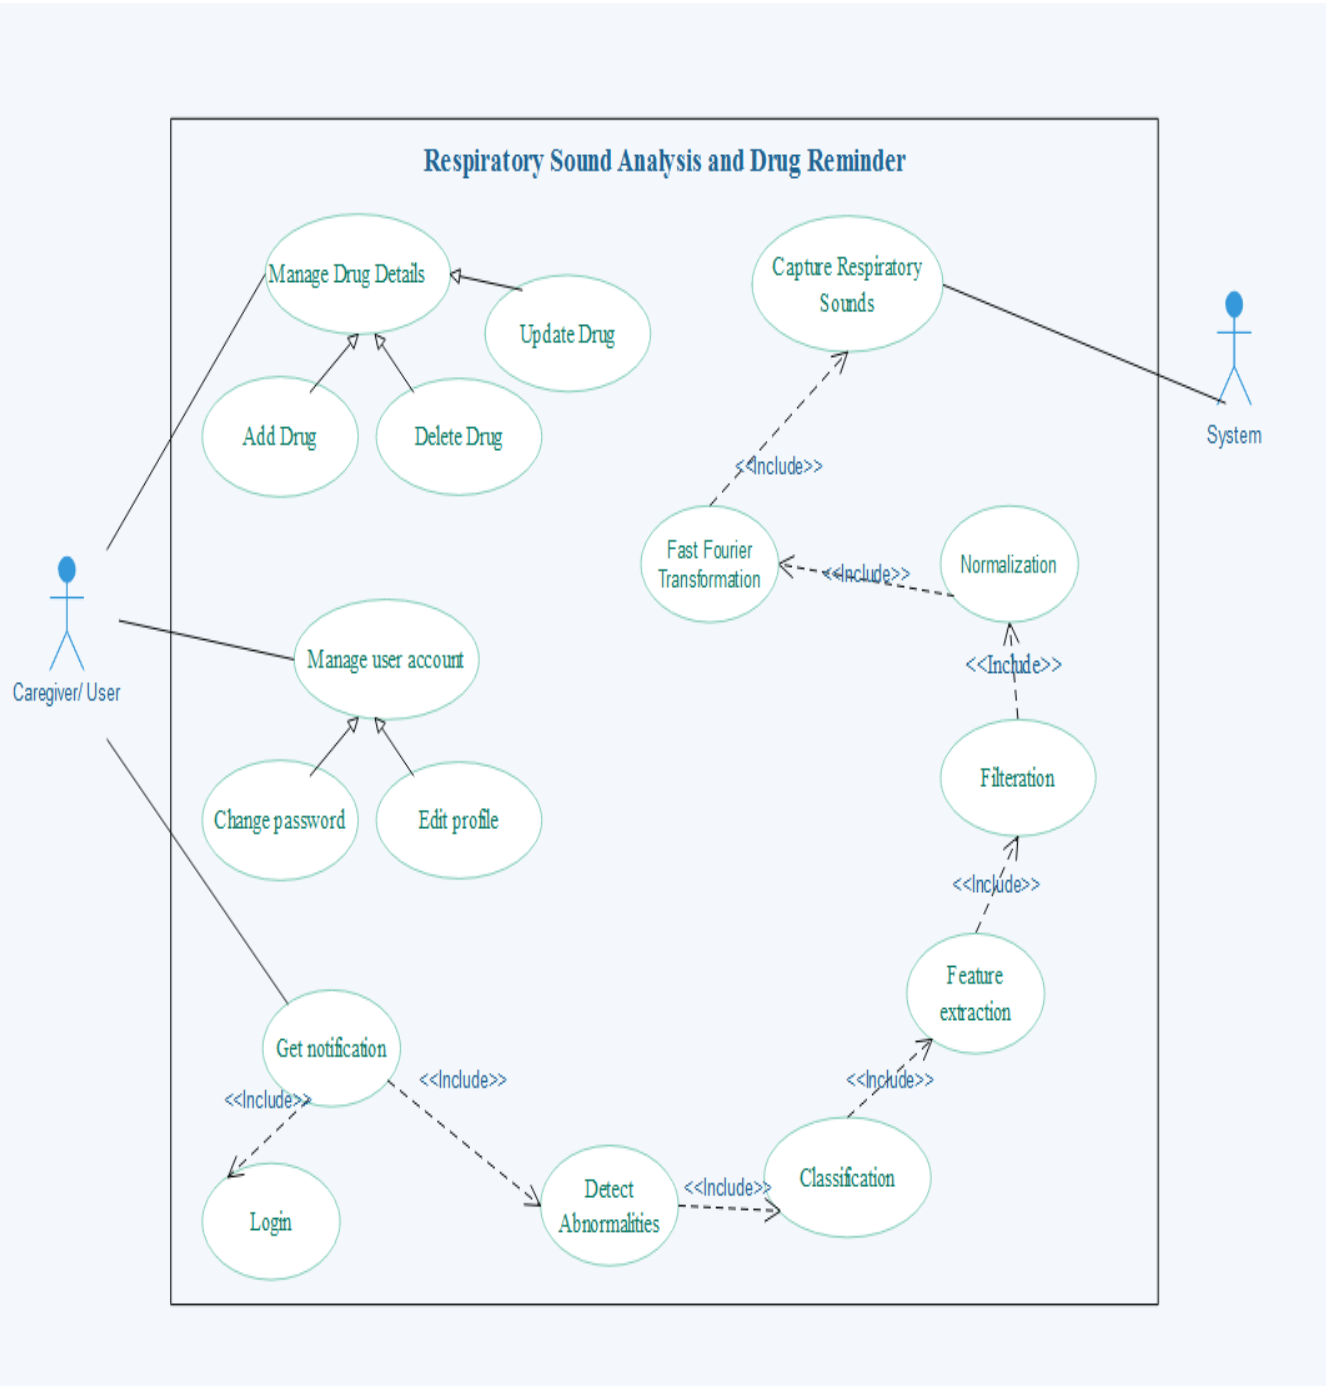 Respiratory Sound Analysis and Drug Reminder
Manage Drug Details
Update Drug
Add Drug
Delete Drug
Capture Respiratory
Sounds
System
<<Include>>
Fast Fourier
Transformation
<<Include>>
Normalization
Caregiver/ User
Manage user account
<<Include>>
Change password
Edit profile
Filteration
<<Include>>
Feature
extraction
Get notification
<<Include>>
<<Include>>
<<Include>>
Login
Detect
Abnormalities
<<Include>>
Classification